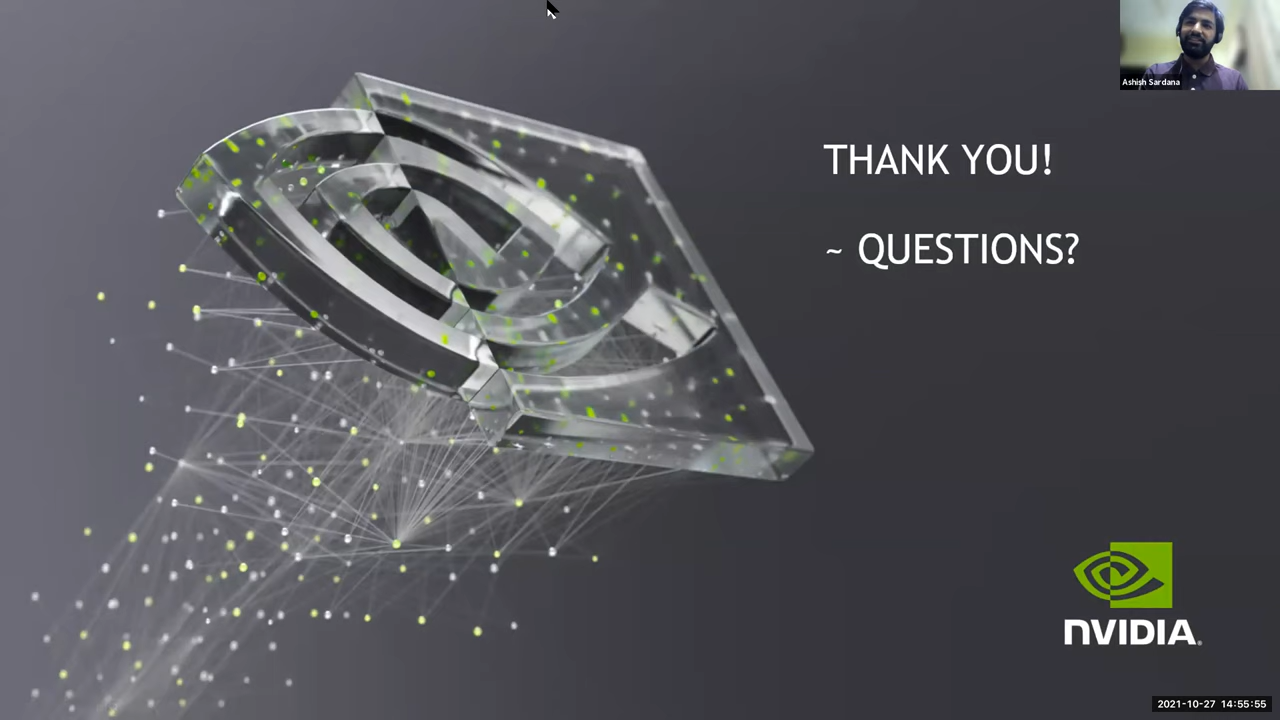 Ashish Sardana
THANK YOU!
~ QUESTIONS?
NVIDIA.
2021-10-27 14:55:55